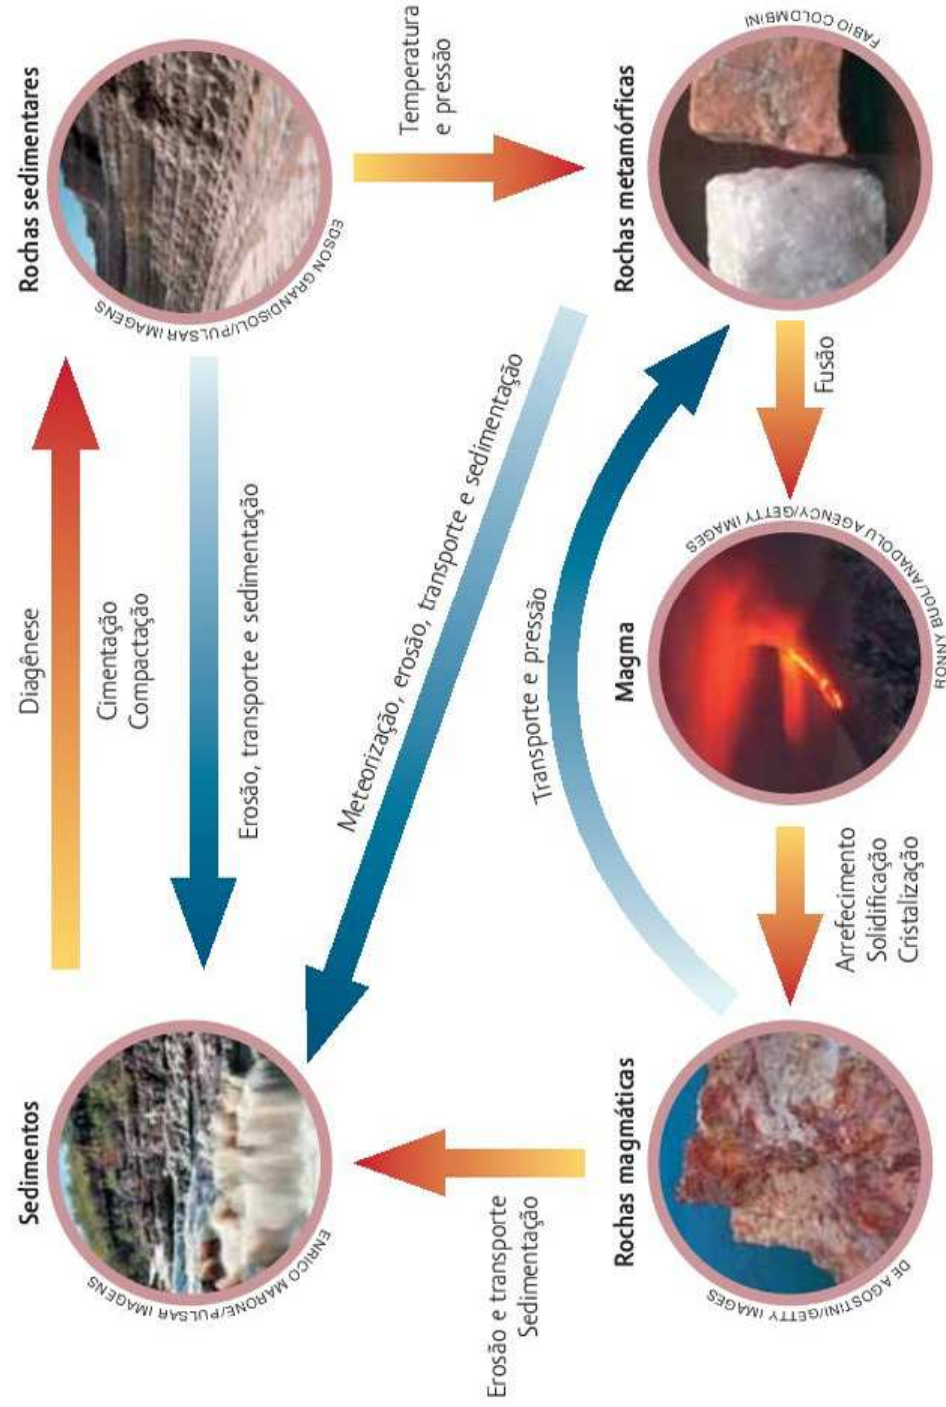 Sedimentos
ENRICO MARONE/PULSAR IMAGENS
Diagênese
Cimentação
Compactação
Erosão, transporte e sedimentação
Rochas sedimentares
EDSON GRANDISOLI/PULSAR IMAGENS
Erosão e transporte
Sedimentação
Meteorização, erosão, transporte e sedimentação
Transporte e pressão
Temperatura
e pressão
Rochas magmáticas
DE AGOSTINI/GETTY IMAGES
Arrefecimento
Solidificação
Cristalização
Magma
RONNY BUOL/ANADOLU AGENCY/GETTY IMAGES
Fusão
Rochas metamórficas
FABIO COLOMBINI